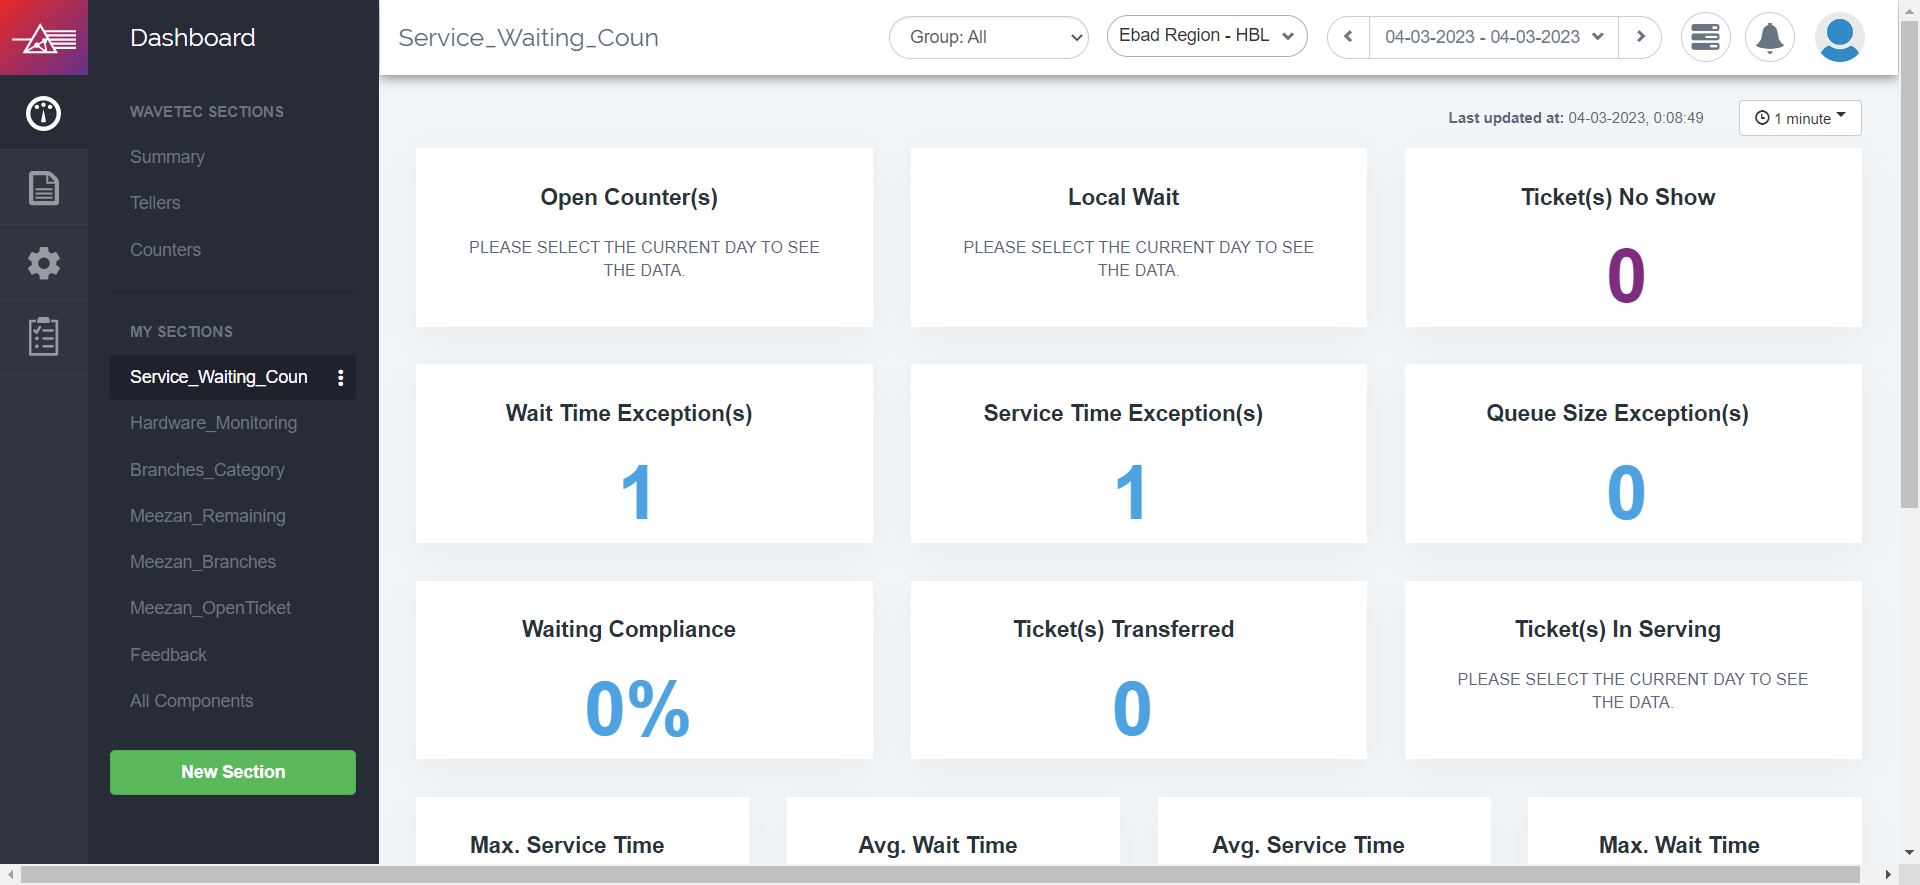 Dashboard
WAVETEC SECTIONS
Summary
Tellers
Counters
MY SECTIONS
Service_Waiting_Coun
Hardware_Monitoring
Branches_Category
Meezan_Remaining
Meezan_Branches
Meezan_OpenTicket
Feedback
All Components
New Section
Service_Waiting_Coun
Group: All
Ebad Region - HBL
04-03-2023 - 04-03-2023
Last updated at: 04-03-2023, 0:08:49
1 minute
Open Counter(s)
PLEASE SELECT THE CURRENT DAY TO SEE
THE DATA.
Local Wait
PLEASE SELECT THE CURRENT DAY TO SEE
THE DATA.
Ticket(s) No Show
0
Wait Time Exception(s)
1
Service Time Exception(s)
1
Queue Size Exception(s)
0
Waiting Compliance
0%
Ticket(s) Transferred
0
Ticket(s) In Serving
PLEASE SELECT THE CURRENT DAY TO SEE
THE DATA.
Max. Service Time
Avg. Wait Time
Avg. Service Time
Max. Wait Time